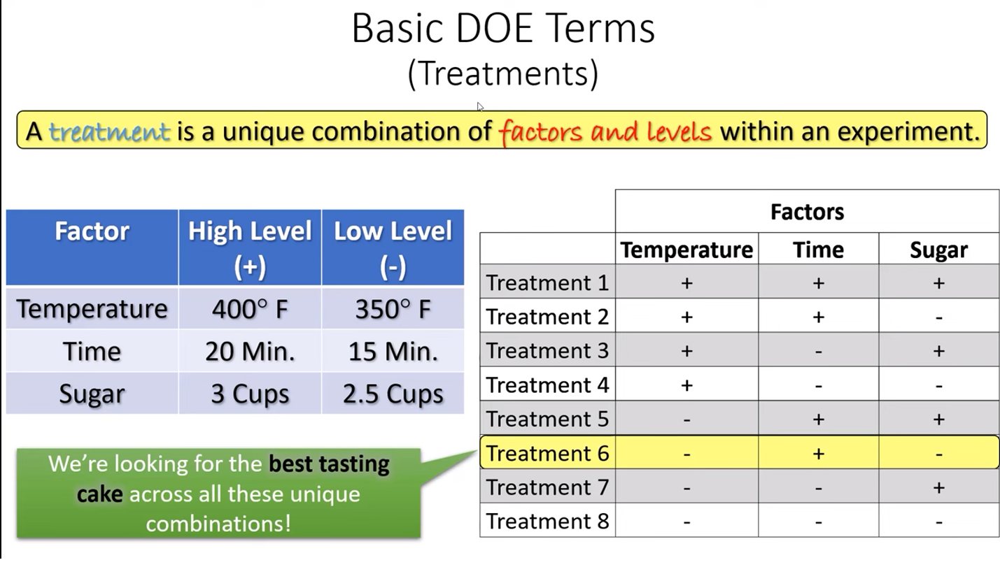 Basic DOE Terms
(Treatments)
A treatment is a unique combination of factors and levels within an experiment.
Factor High Level (+) Low Level (-)
Temperature 400° F 350° F
Time 20 Min. 15 Min.
Sugar 3 Cups 2.5 Cups
We’re looking for the best tasting
cake across all these unique
combinations!
Factors
Temperature Time Sugar
Treatment 1 + + +
Treatment 2 + + -
Treatment 3 + - +
Treatment 4 + - -
Treatment 5 - + +
Treatment 6 - + -
Treatment 7 - - +
Treatment 8 - - -